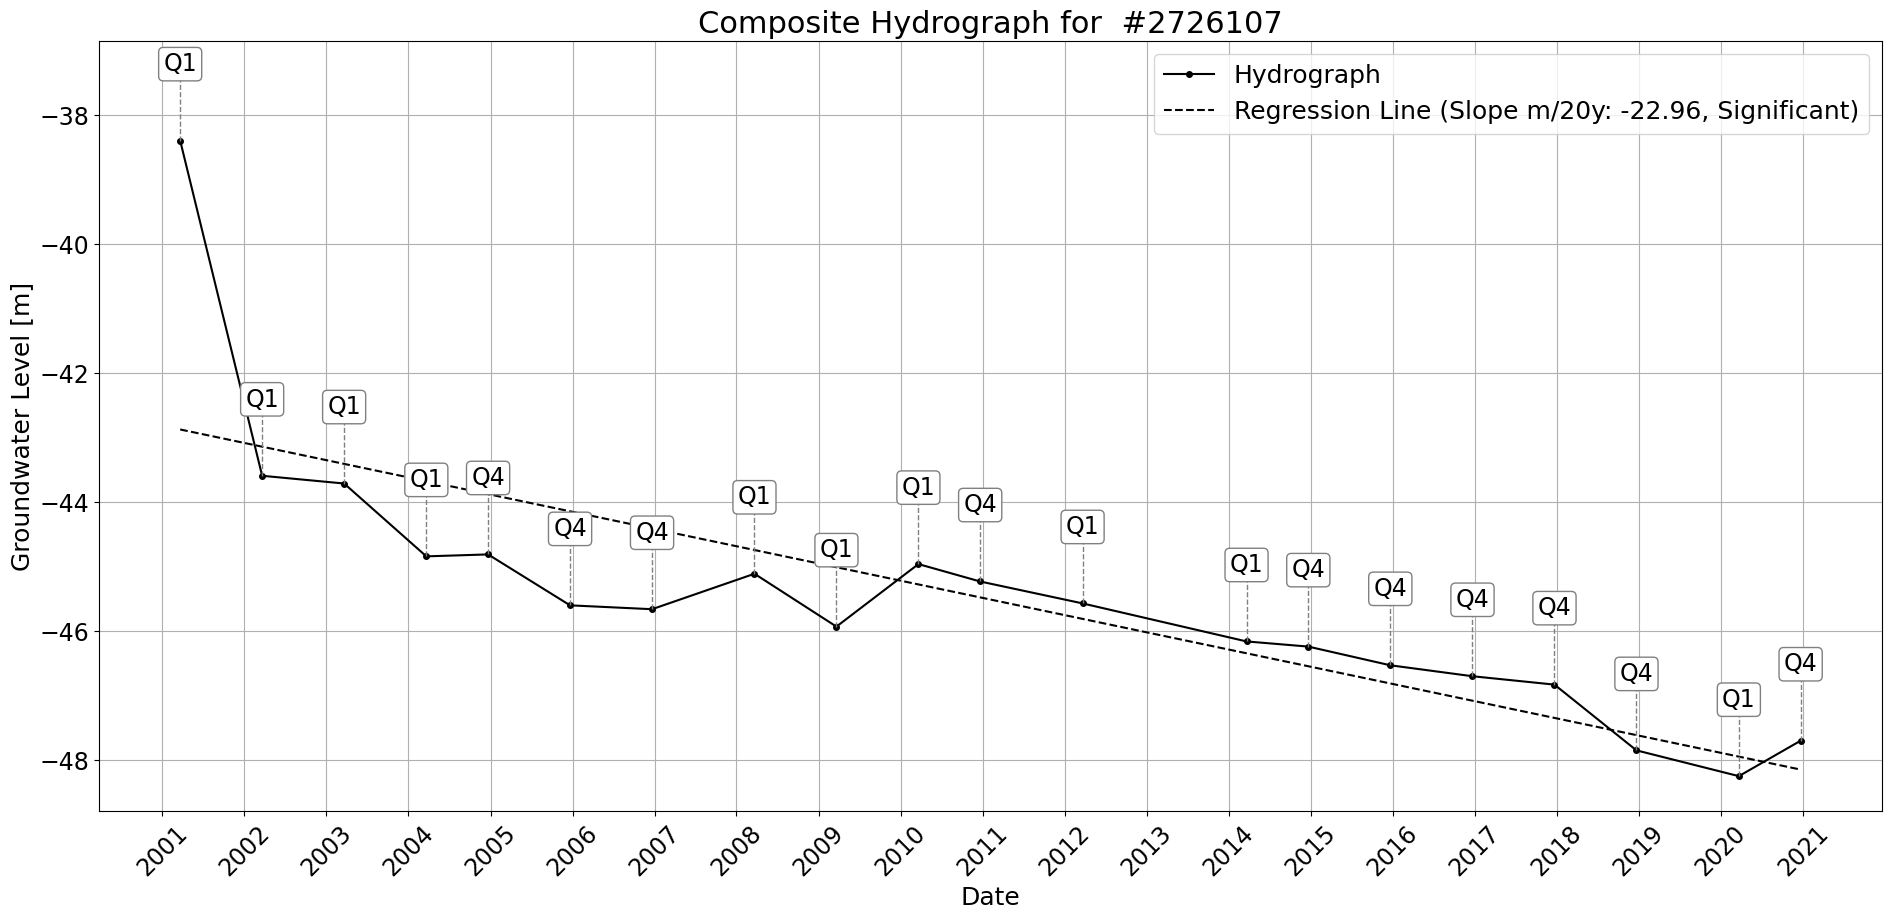 Composite Hydrograph for  #2726107
Hydrograph
Regression Line (Slope m/20y: -22.96, Significant)
Groundwater Level [m]
−38
−40
−42
−44
−46
−48
Q1
Q1
Q1
Q1
Q4
Q4
Q4
Q1
Q1
Q1
Q4
Q1
Q1
Q4
Q4
Q4
Q4
Q4
Q1
Q4
2001
2002
2003
2004
2005
2006
2007
2008
2009
2010
2011
2012
2013
2014
2015
2016
2017
2018
2019
2020
2021
Date